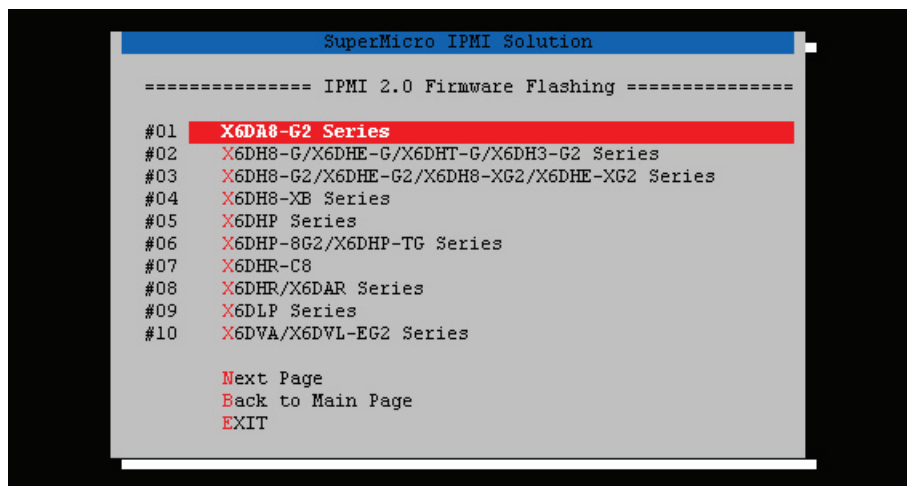 SuperMicro IPMI Solution
=============== IPMI 2.0 Firmware Flashing ===============
#01 X6DA8-G2 Series
#02 X6DH8-G/X6DHE-G/X6DHT-G/X6DH3-G2 Series
#03 X6DH8-G2/X6DHE-G2/X6DH8-XG2/X6DHE-XG2 Series
#04 X6DH8-XB Series
#05 X6DHP Series
#06 X6DHP-8G2/X6DHP-TG Series
#07 X6DHR-C8
#08 X6DHR/X6DAR Series
#09 X6DLP Series
#10 X6DVA/X6DVL-EG2 Series
Next Page
Back to Main Page
EXIT